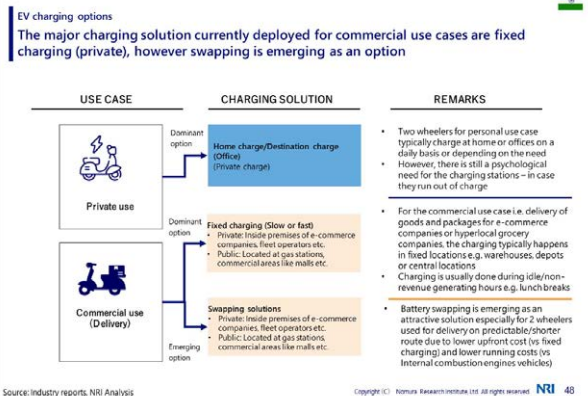 EV charging options
The major charging solution currently deployed for commercial use cases are fixed
charging (private), however swapping is emerging as an option
USE CASE
CHARGING SOLUTION
REMARKS
Private use
Dominant
option
Home charge/Destination charge
(Office)
(Private charge)
• Two wheelers for personal use case
typically charge at home or offices on a
daily basis or depending on the need
• However, there is still a psychological
need for the charging stations – in case
they run out of charge
Commercial use
(Delivery)
Dominant
option
Fixed charging (Slow or fast)
• Private: Inside premises of e-commerce
companies, fleet operators etc.
• Public: Located at gas stations,
commercial areas like malls etc.
• For the commercial use case i.e. delivery of
goods and packages for e-commerce
companies or hyperlocal grocery
companies, the charging typically happens
in fixed locations e.g. warehouses, depots
or central locations
• Charging is usually done during idle/non-
revenue generating hours e.g. lunch breaks
Emerging
option
Swapping solutions
• Private: Inside premises of e-commerce
companies, fleet operators etc.
• Public: Located at gas stations,
commercial areas like malls etc.
• Battery swapping is emerging as an
attractive solution especially for 2 wheelers
used for delivery on predictable/shorter
route due to lower upfront cost (vs fixed
charging) and lower running costs (vs
Internal combustion engines vehicles)
Source: Industry reports, NRI Analysis
Copyright (C) Nomura Research Institute, Ltd. All rights reserved. NRI 48